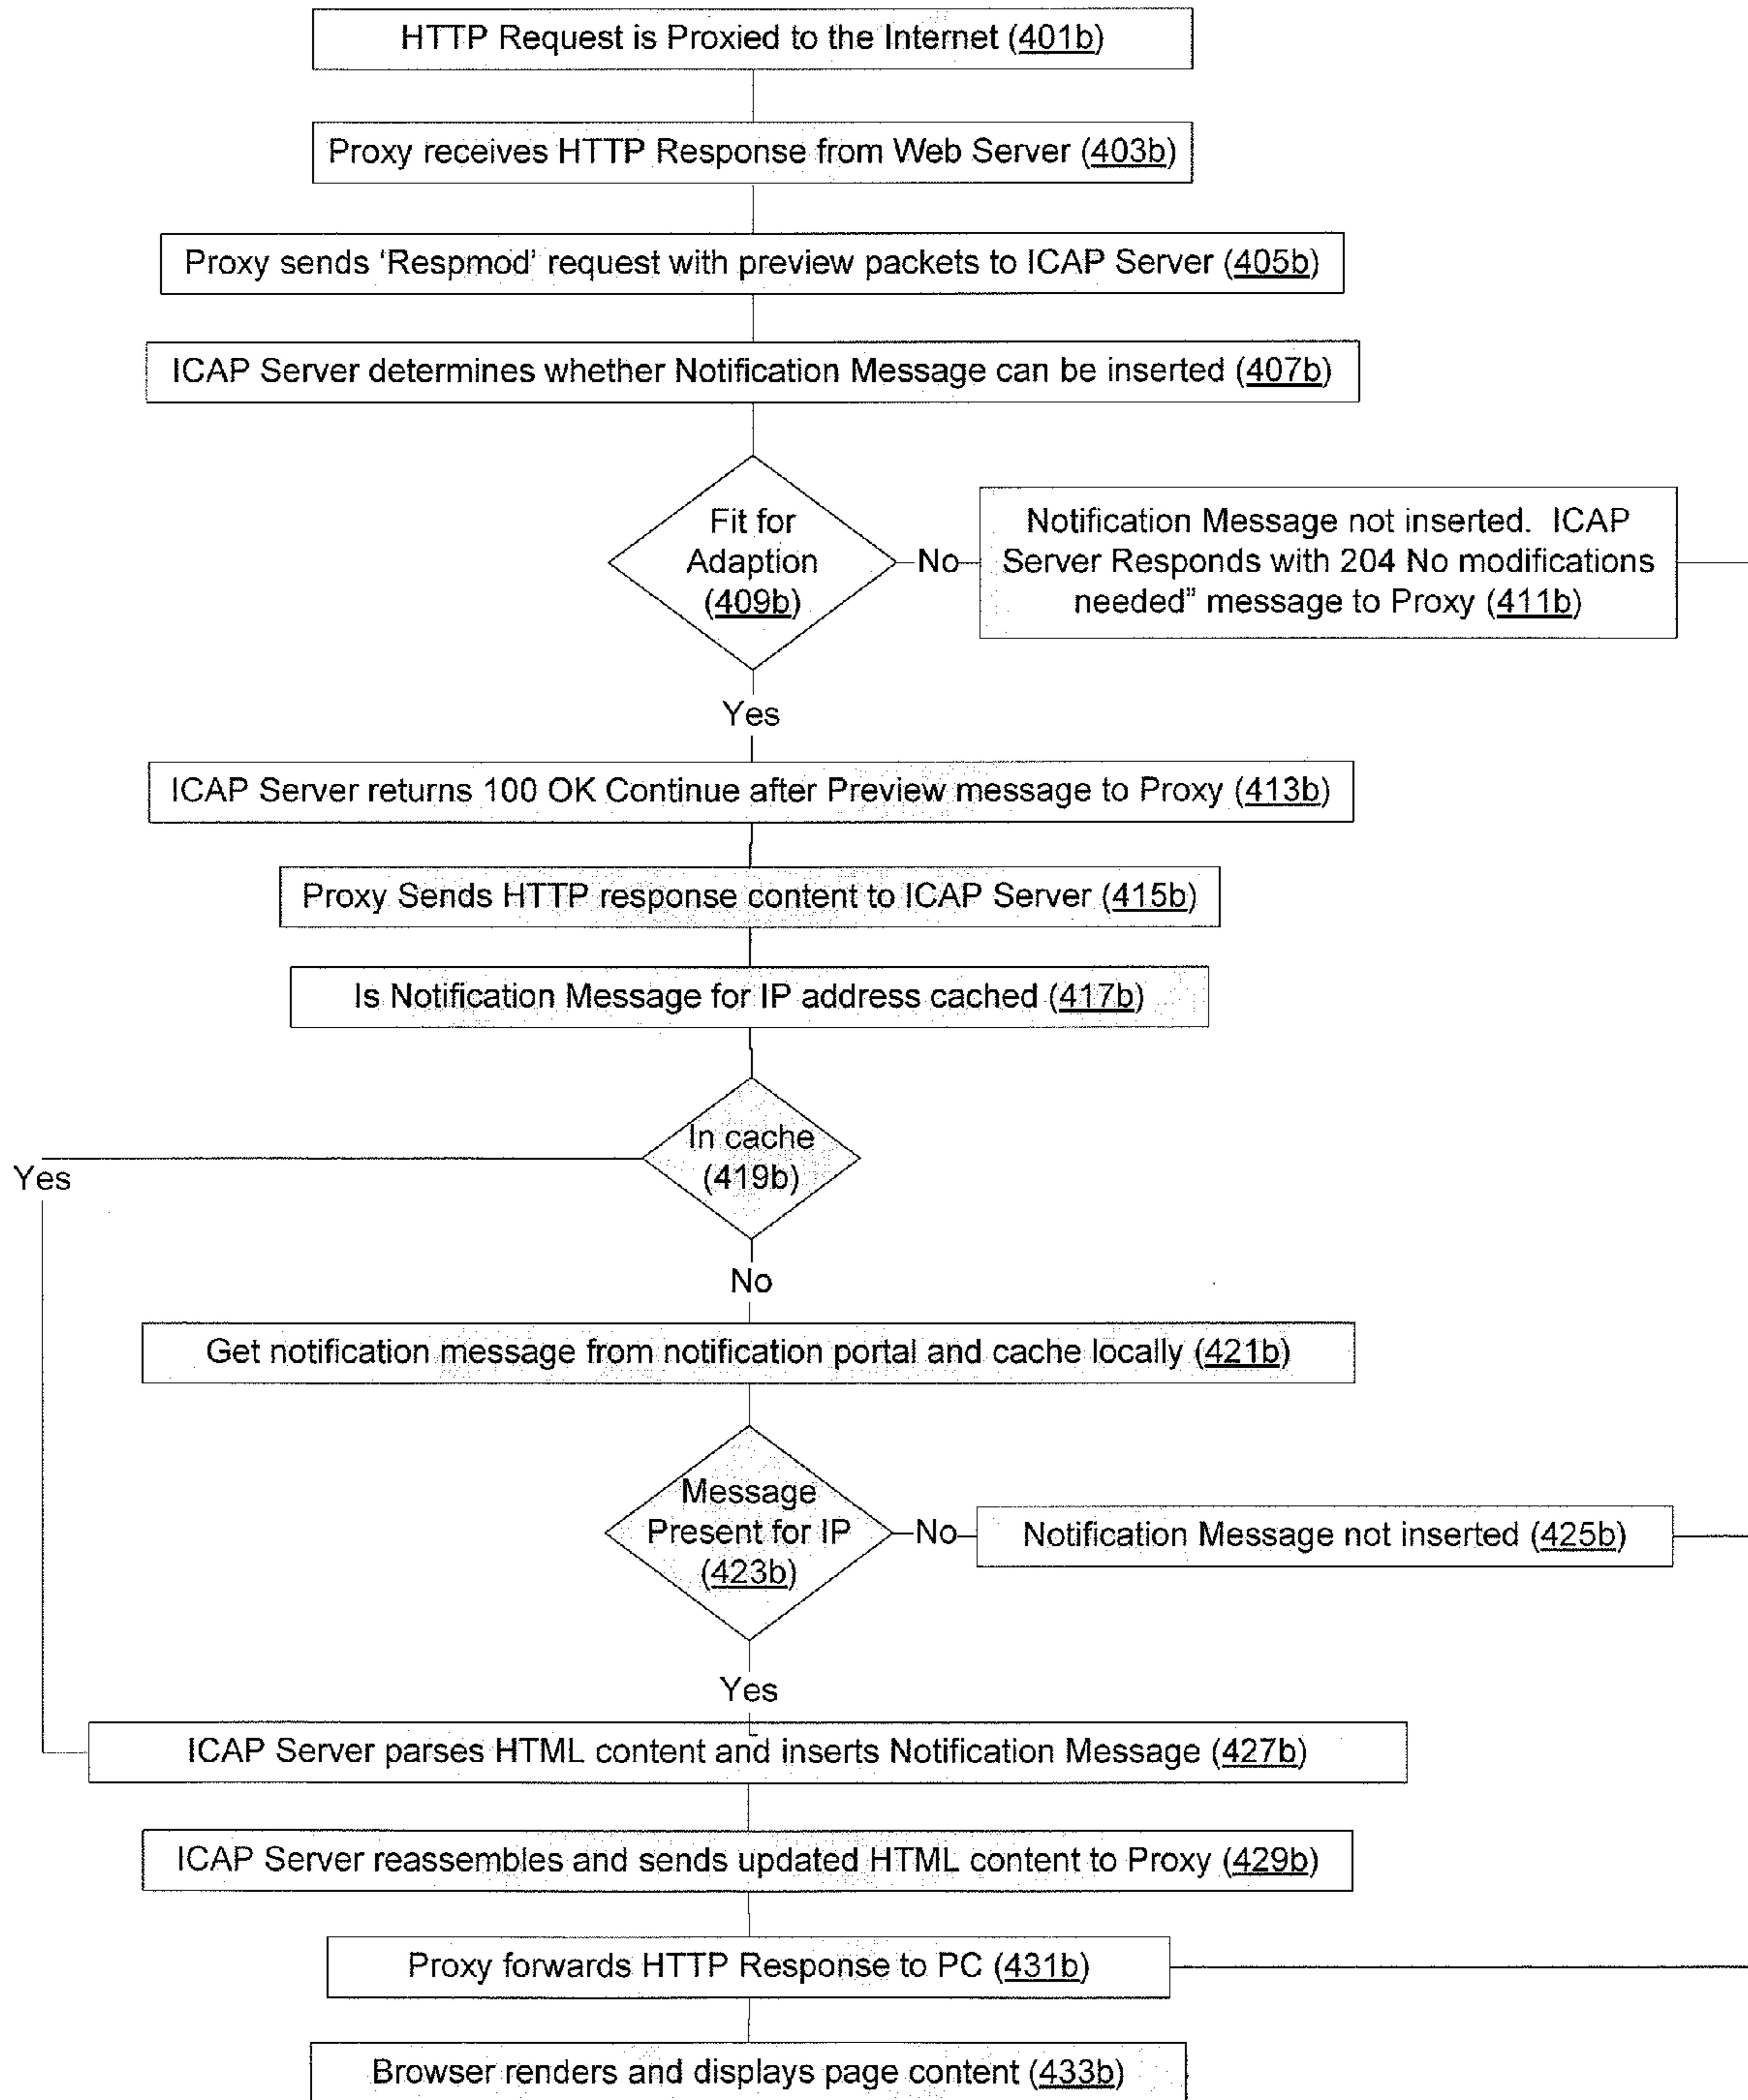 HTTP Request is Proxied to the Internet (401b)
Proxy receives HTTP Response from Web Server (403b)
Proxy sends ‘Respmod’ request with preview packets to ICAP Server (405b)
ICAP Server determines whether Notification Message can be inserted (407b)
Fit for
Adaption
(409b)
No
Notification Message not inserted. ICAP
Server Responds with 204 No modifications
needed” message to Proxy (411b)
Yes
ICAP Server returns 100 OK Continue after Preview message to Proxy (413b)
Proxy Sends HTTP response content to ICAP Server (415b)
Is Notification Message for IP address cached (417b)
In cache
(419b)
Yes
No
Get notification message from notification portal and cache locally (421b)
Message
Present for IP
(423b)
No
Notification Message not inserted (425b)
Yes
ICAP Server parses HTML content and inserts Notification Message (427b)
ICAP Server reassembles and sends updated HTML content to Proxy (429b)
Proxy forwards HTTP Response to PC (431b)
Browser renders and displays page content (433b)